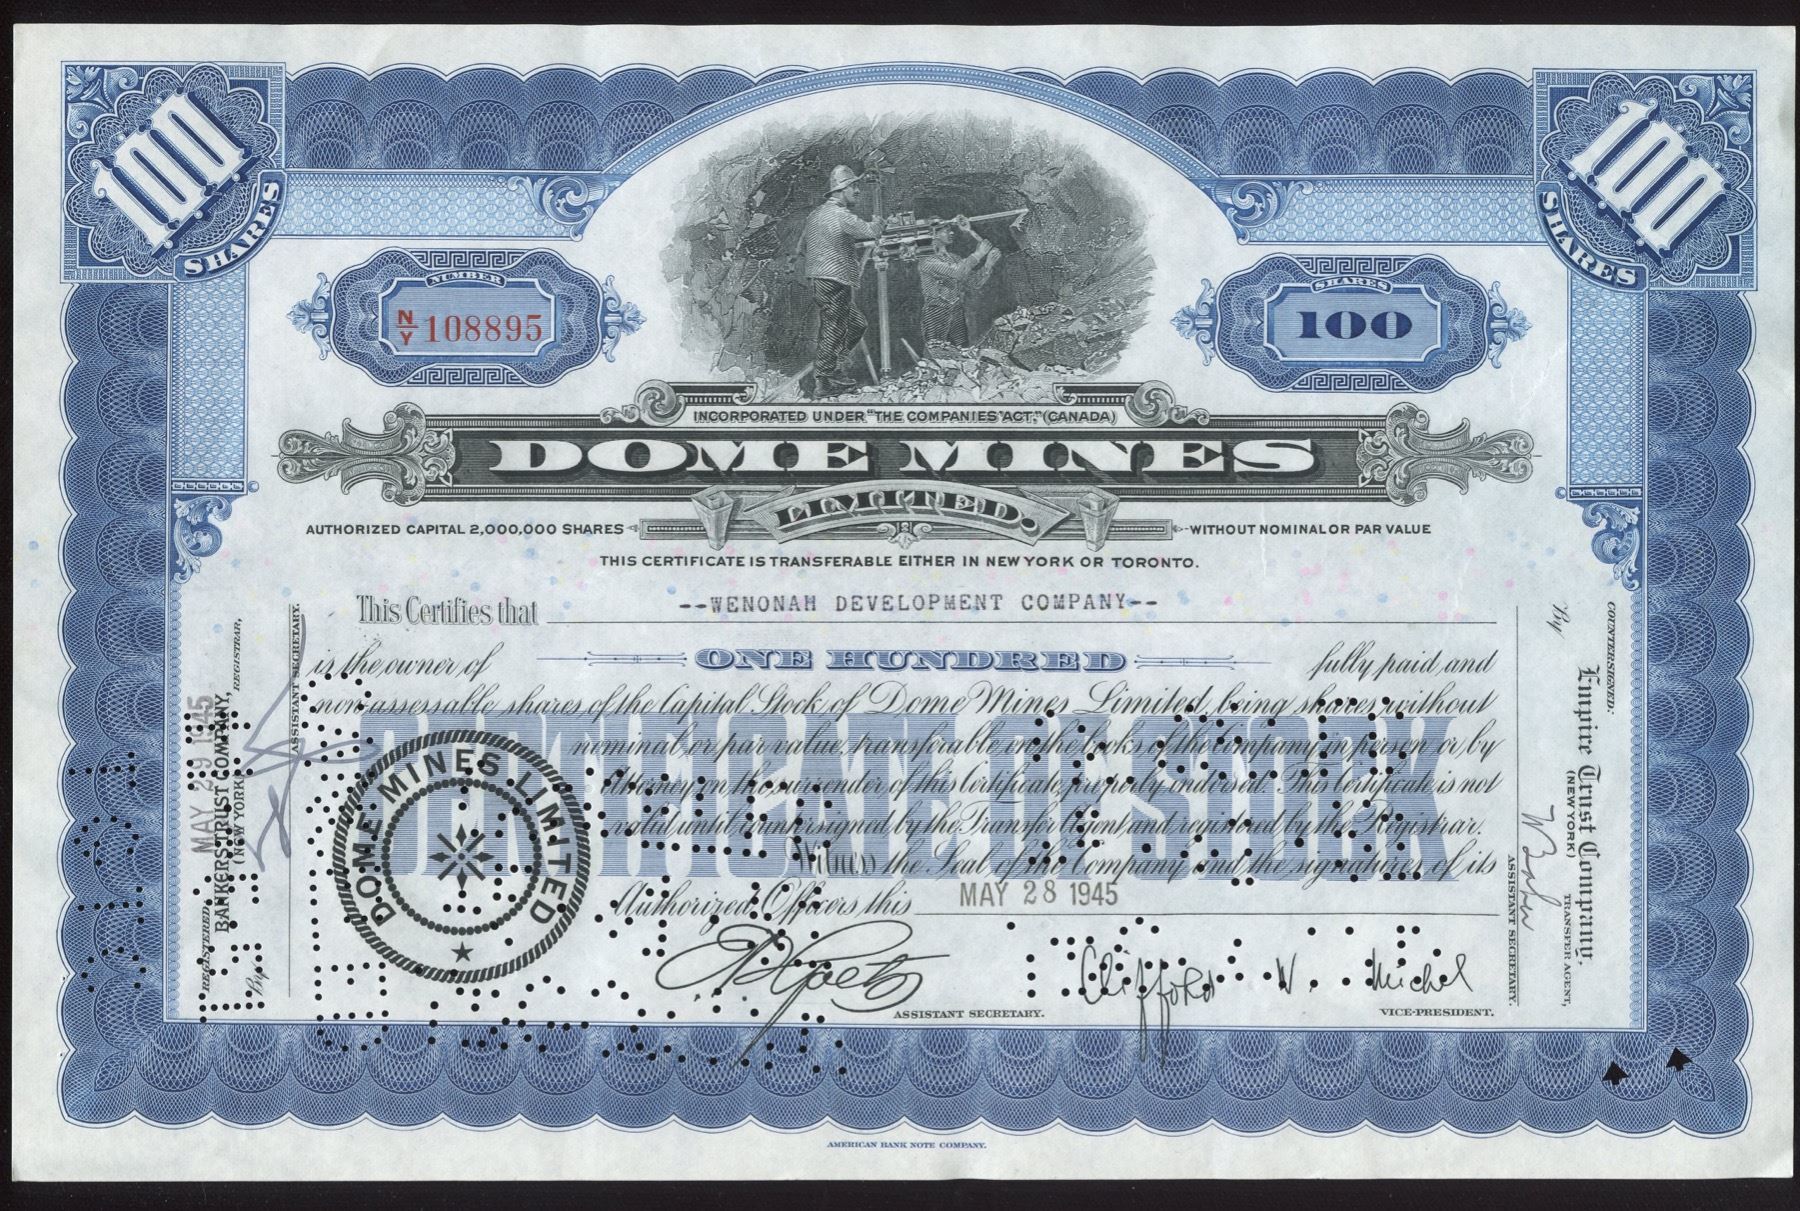 100 SHARES
100 SHARES
NUMBER
N/Y 108895
SHARES
100
INCORPORATED UNDER "THE COMPANIES' ACT," (CANADA)
DOME MINES
LIMITED.
AUTHORIZED CAPITAL 2,000,000 SHARES
WITHOUT NOMINAL OR PAR VALUE
THIS CERTIFICATE IS TRANSFERABLE EITHER IN NEW YORK OR TORONTO.
This Certifies that --WENONAH DEVELOPMENT COMPANY--
is the owner of ONE HUNDRED fully paid and
non-assessable shares of the Capital Stock of Dome Mines Limited, being shares without
nominal or par value, transferable on the books of the Company in person or by
Attorney on the surrender of this Certificate, properly endorsed. This Certificate is not
valid until countersigned by the Transfer Agent and registered by the Registrar.
Witness the Seal of the Company and the signatures of its
Authorized Officers this MAY 28 1945
CERTIFICATE OF STOCK
DOME MINES LIMITED
ASSISTANT SECRETARY.
Clifford W. Michel
VICE-PRESIDENT.
REGISTERED:
MAY 29 1945
BANKERS TRUST COMPANY,
(NEW YORK) REGISTRAR,
By
ASSISTANT SECRETARY.
COUNTERSIGNED:
Empire Trust Company,
(NEW YORK) TRANSFER AGENT,
By
ASSISTANT SECRETARY.
AMERICAN BANK NOTE COMPANY.